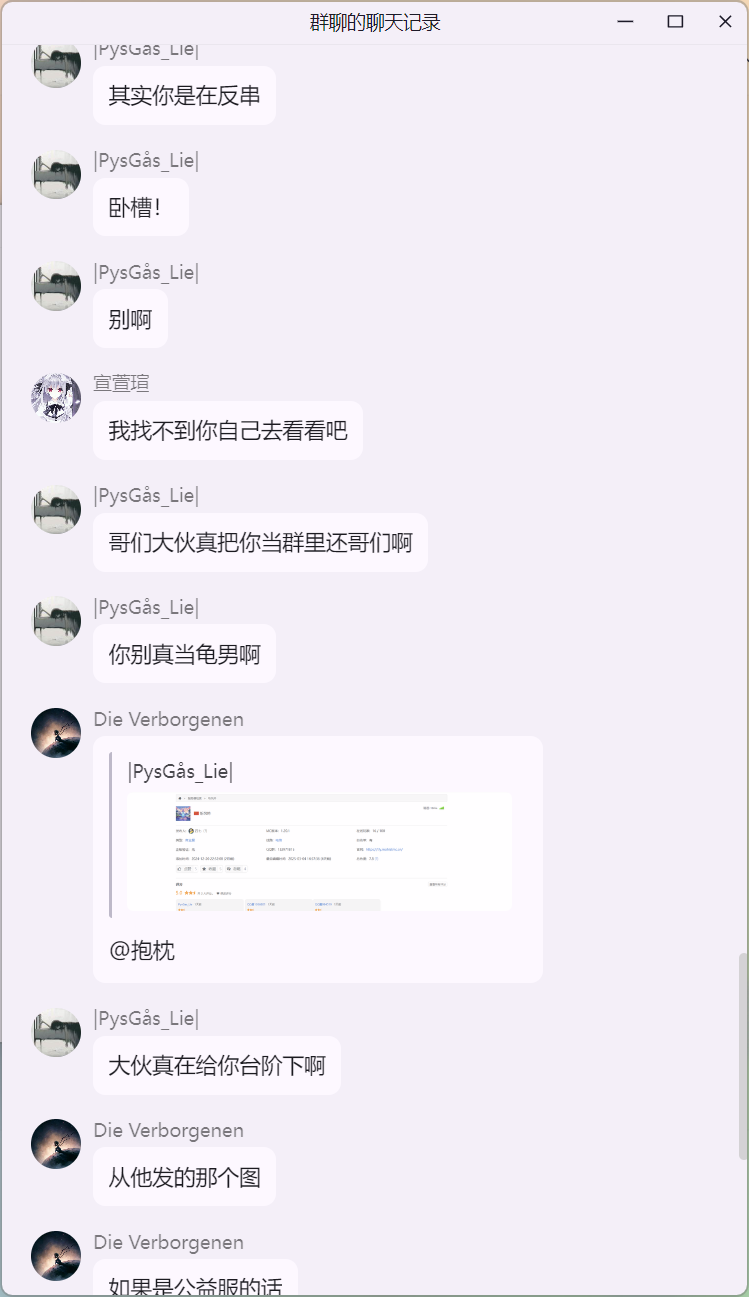 群聊的聊天记录
|PysGås_Lie|
其实你是在反串
|PysGås_Lie|
卧槽！
|PysGås_Lie|
别啊
宣萱瑄
我找不到你自己去看看吧
|PysGås_Lie|
哥们大伙真把你当群里还哥们啊
|PysGås_Lie|
你别真当龟男啊
Die Verborgenen
|PysGås_Lie|
@抱枕
|PysGås_Lie|
大伙真在给你台阶下啊
Die Verborgenen
从他发的那个图
Die Verborgenen
如果是公益服的话